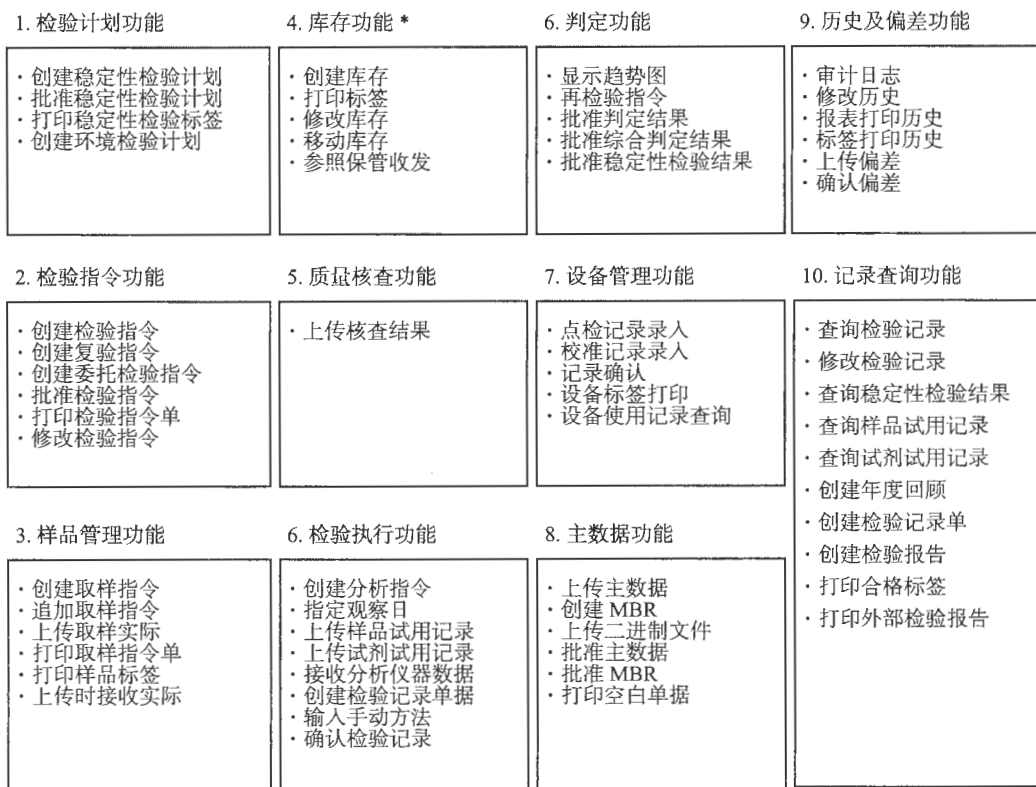 1. 检验计划功能
· 创建稳定性检验计划
· 批准稳定性检验计划
· 打印稳定性检验标签
· 创建环境检验计划
4. 库存功能 *
· 创建库存
· 打印标签
· 修改库存
· 移动库存
· 参照保管收发
6. 判定功能
· 显示趋势图
· 再检验指令
· 批准判定结果
· 批准综合判定结果
· 批准稳定性检验结果
9. 历史及偏差功能
· 审计日志
· 修改历史
· 报表打印历史
· 标签打印历史
· 上传偏差
· 确认偏差
2. 检验指令功能
· 创建检验指令
· 创建复验指令
· 创建委托检验指令
· 批准检验指令
· 打印检验指令单
· 修改检验指令
5. 质量核查功能
· 上传核查结果
7. 设备管理功能
· 点检记录录入
· 校准记录录入
· 记录确认
· 设备标签打印
· 设备使用记录查询
10. 记录查询功能
· 查询检验记录
· 修改检验记录
· 查询稳定性检验结果
· 查询样品试用记录
· 查询试剂试用记录
· 创建年度回顾
· 创建检验记录单
· 创建检验报告
· 打印合格标签
· 打印外部检验报告
3. 样品管理功能
· 创建取样指令
· 追加取样指令
· 上传取样实际
· 打印取样指令单
· 打印样品标签
· 上传时接收实际
6. 检验执行功能
· 创建分析指令
· 指定观察日
· 上传样品试用记录
· 上传试剂试用记录
· 接收分析仪器数据
· 创建检验记录单据
· 输入手动方法
· 确认检验记录
8. 主数据功能
· 上传主数据
· 创建 MBR
· 上传二进制文件
· 批准主数据
· 批准 MBR
· 打印空白单据